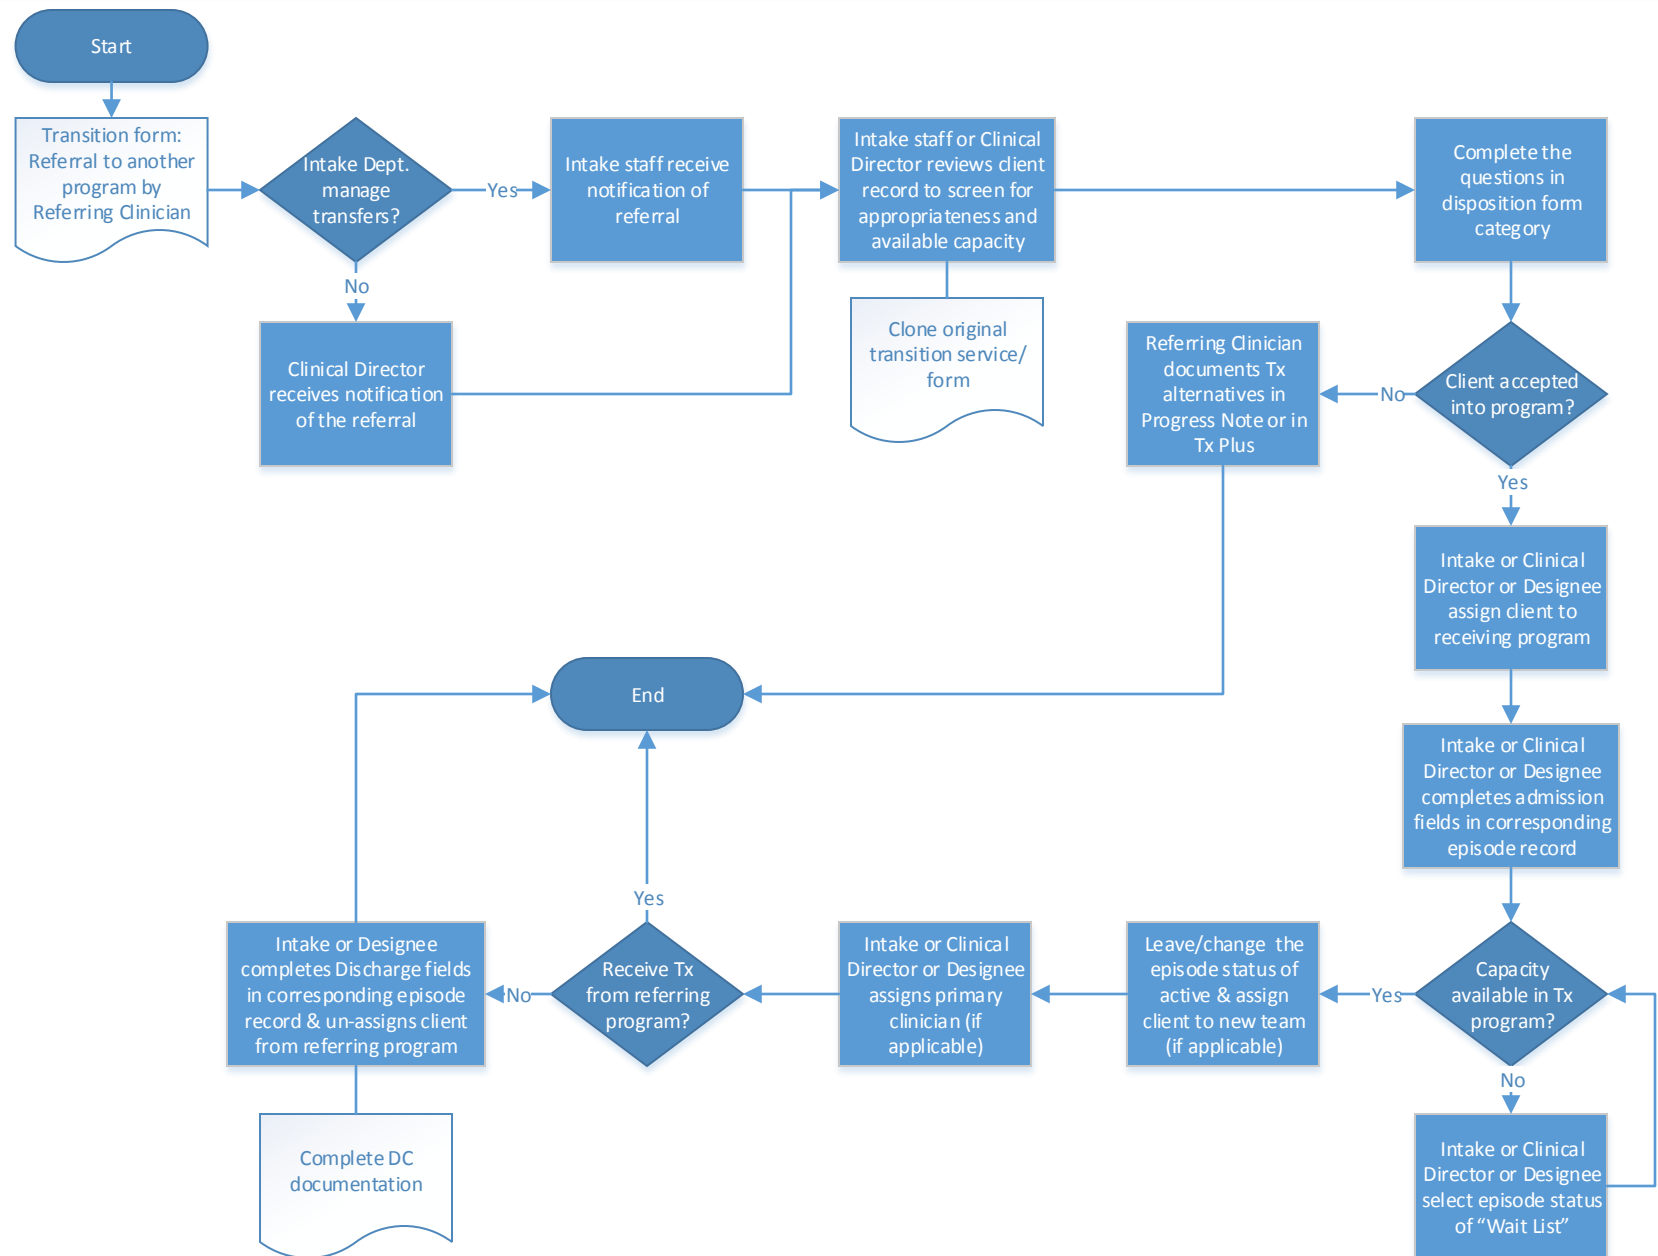 Start
Transition form:
Referral to another
program by
Referring Clinician
Intake Dept.
manage
transfers?
Yes
No
Intake staff receive
notification of
referral
Clinical Director
receives notification
of the referral
Intake staff or Clinical
Director reviews client
record to screen for
appropriateness and
available capacity
Clone original
transition service/
form
Complete the
questions in
disposition form
category
Client accepted
into program?
No
Referring Clinician
documents Tx
alternatives in
Progress Note or in
Tx Plus
Yes
Intake or Clinical
Director or Designee
assign client to
receiving program
Intake or Clinical
Director or Designee
completes admission
fields in corresponding
episode record
Capacity
available in Tx
program?
No
Intake or Clinical
Director or Designee
select episode status
of “Wait List”
Yes
Leave/change the
episode status of
active & assign
client to new team
(if applicable)
Intake or Clinical
Director or Designee
assigns primary
clinician (if
applicable)
Receive Tx
from referring
program?
Yes
No
Intake or Designee
completes Discharge fields
in corresponding episode
record & un-assigns client
from referring program
Complete DC
documentation
End